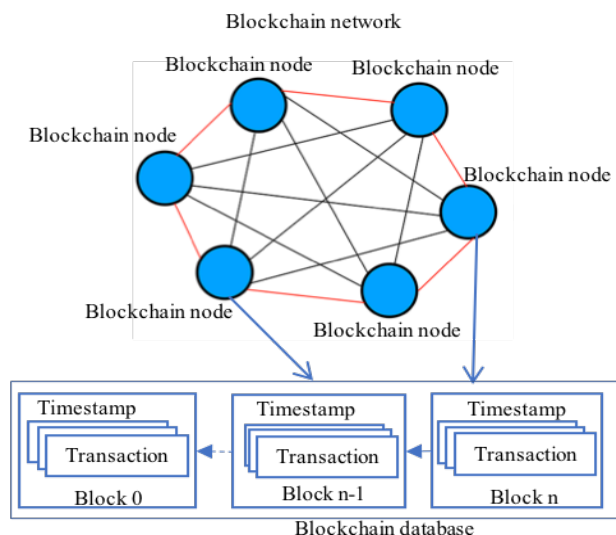 Blockchain network
Blockchain node
Blockchain node
Blockchain node
Blockchain node
Blockchain node
Blockchain node
Timestamp
Transaction
Block 0
Timestamp
Transaction
Block n-1
Timestamp
Transaction
Block n
Blockchain database